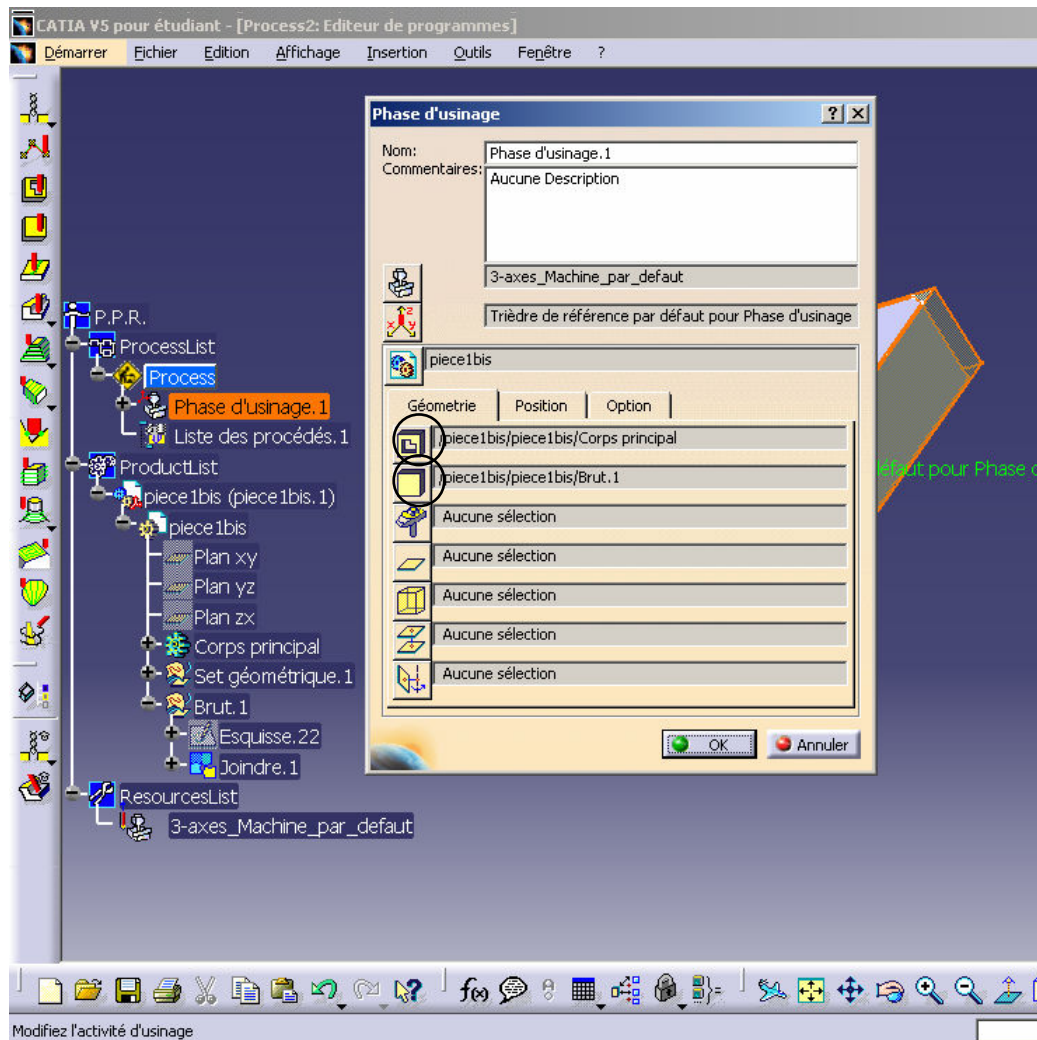 CATIA V5 pour étudiant - [Process2: Editeur de programmes]
Démarrer Fichier Edition Affichage Insertion Outils Fenêtre ?
Phase d'usinage
Nom: Phase d'usinage.1
Commentaires: Aucune Description
3-axes_Machine_par_defaut
Trièdre de référence par défaut pour Phase d'usinage
piece1bis
Géometrie Position Option
/piece1bis/piece1bis/Corps principal
/piece1bis/piece1bis/Brut.1
Aucune sélection
Aucune sélection
Aucune sélection
Aucune sélection
Aucune sélection
OK Annuler
P.P.R.
ProcessList
Process
Phase d'usinage.1
Liste des procédés.1
ProductList
piece1bis (piece1bis.1)
piece1bis
Plan xy
Plan yz
Plan zx
Corps principal
Set géométrique.1
Brut.1
Esquisse.22
Joindre.1
ResourcesList
3-axes_Machine_par_defaut
défaut pour Phase d
f(x)
Modifiez l'activité d'usinage